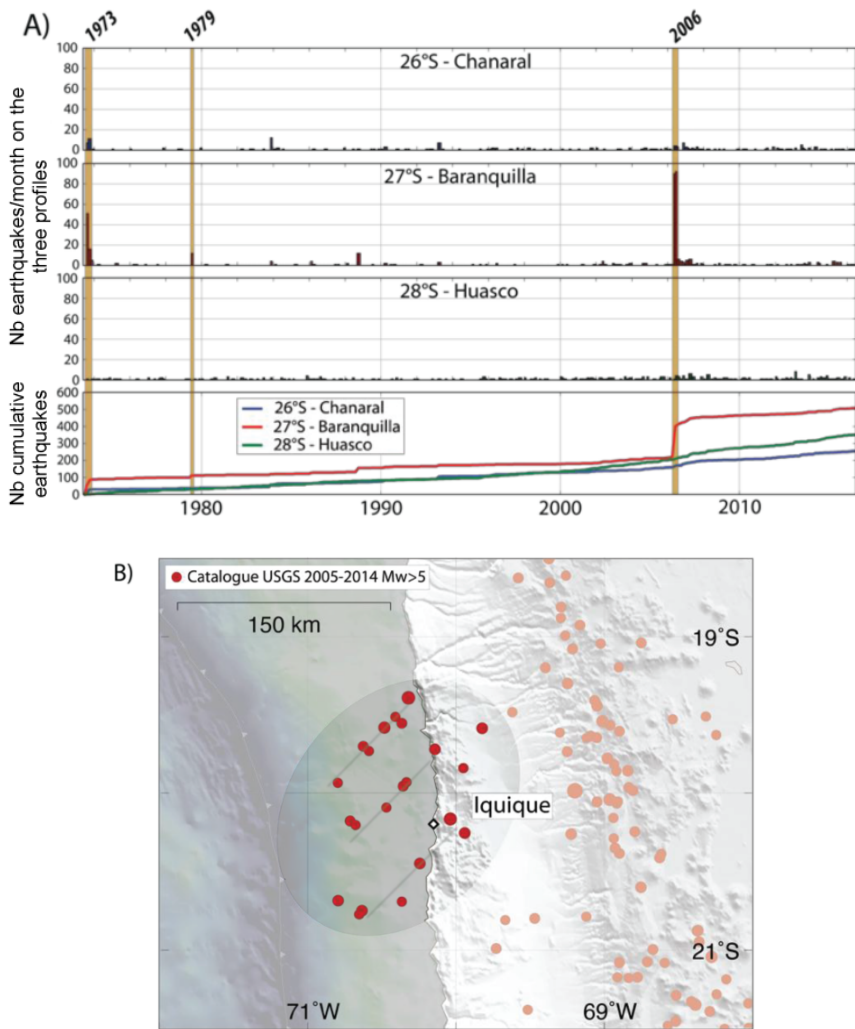 A)
1973
1979
2006
Nb earthquakes/month on the
three profiles
100
80
60
40
20
0
26°S - Chanaral
100
80
60
40
20
0
27°S - Baranquilla
100
80
60
40
20
0
28°S - Huasco
Nb cumulative
earthquakes
600
500
400
300
200
100
0
26°S - Chanaral
27°S - Baranquilla
28°S - Huasco
1980
1990
2000
2010
B)
Catalogue USGS 2005-2014 Mw>5
150 km
19°S
Iquique
21°S
71°W
69°W